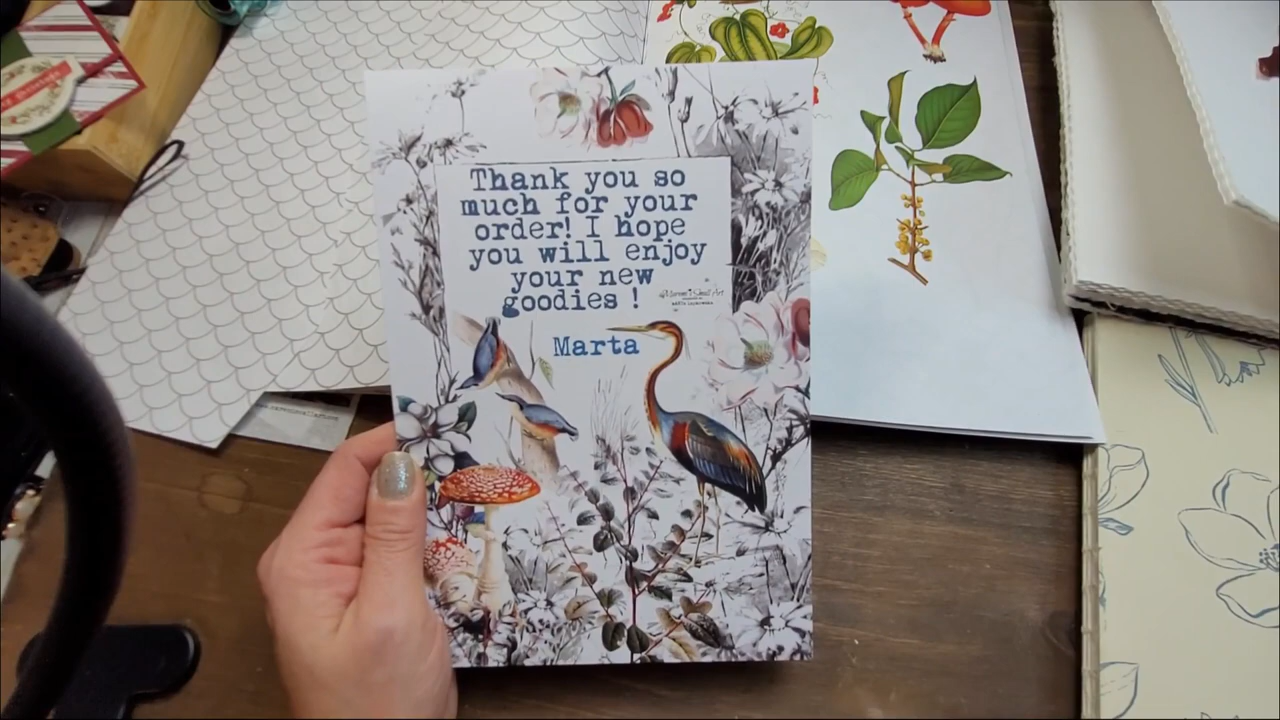 Thank you so
much for your
order! I hope
you will enjoy
your new
goodies !
Marta